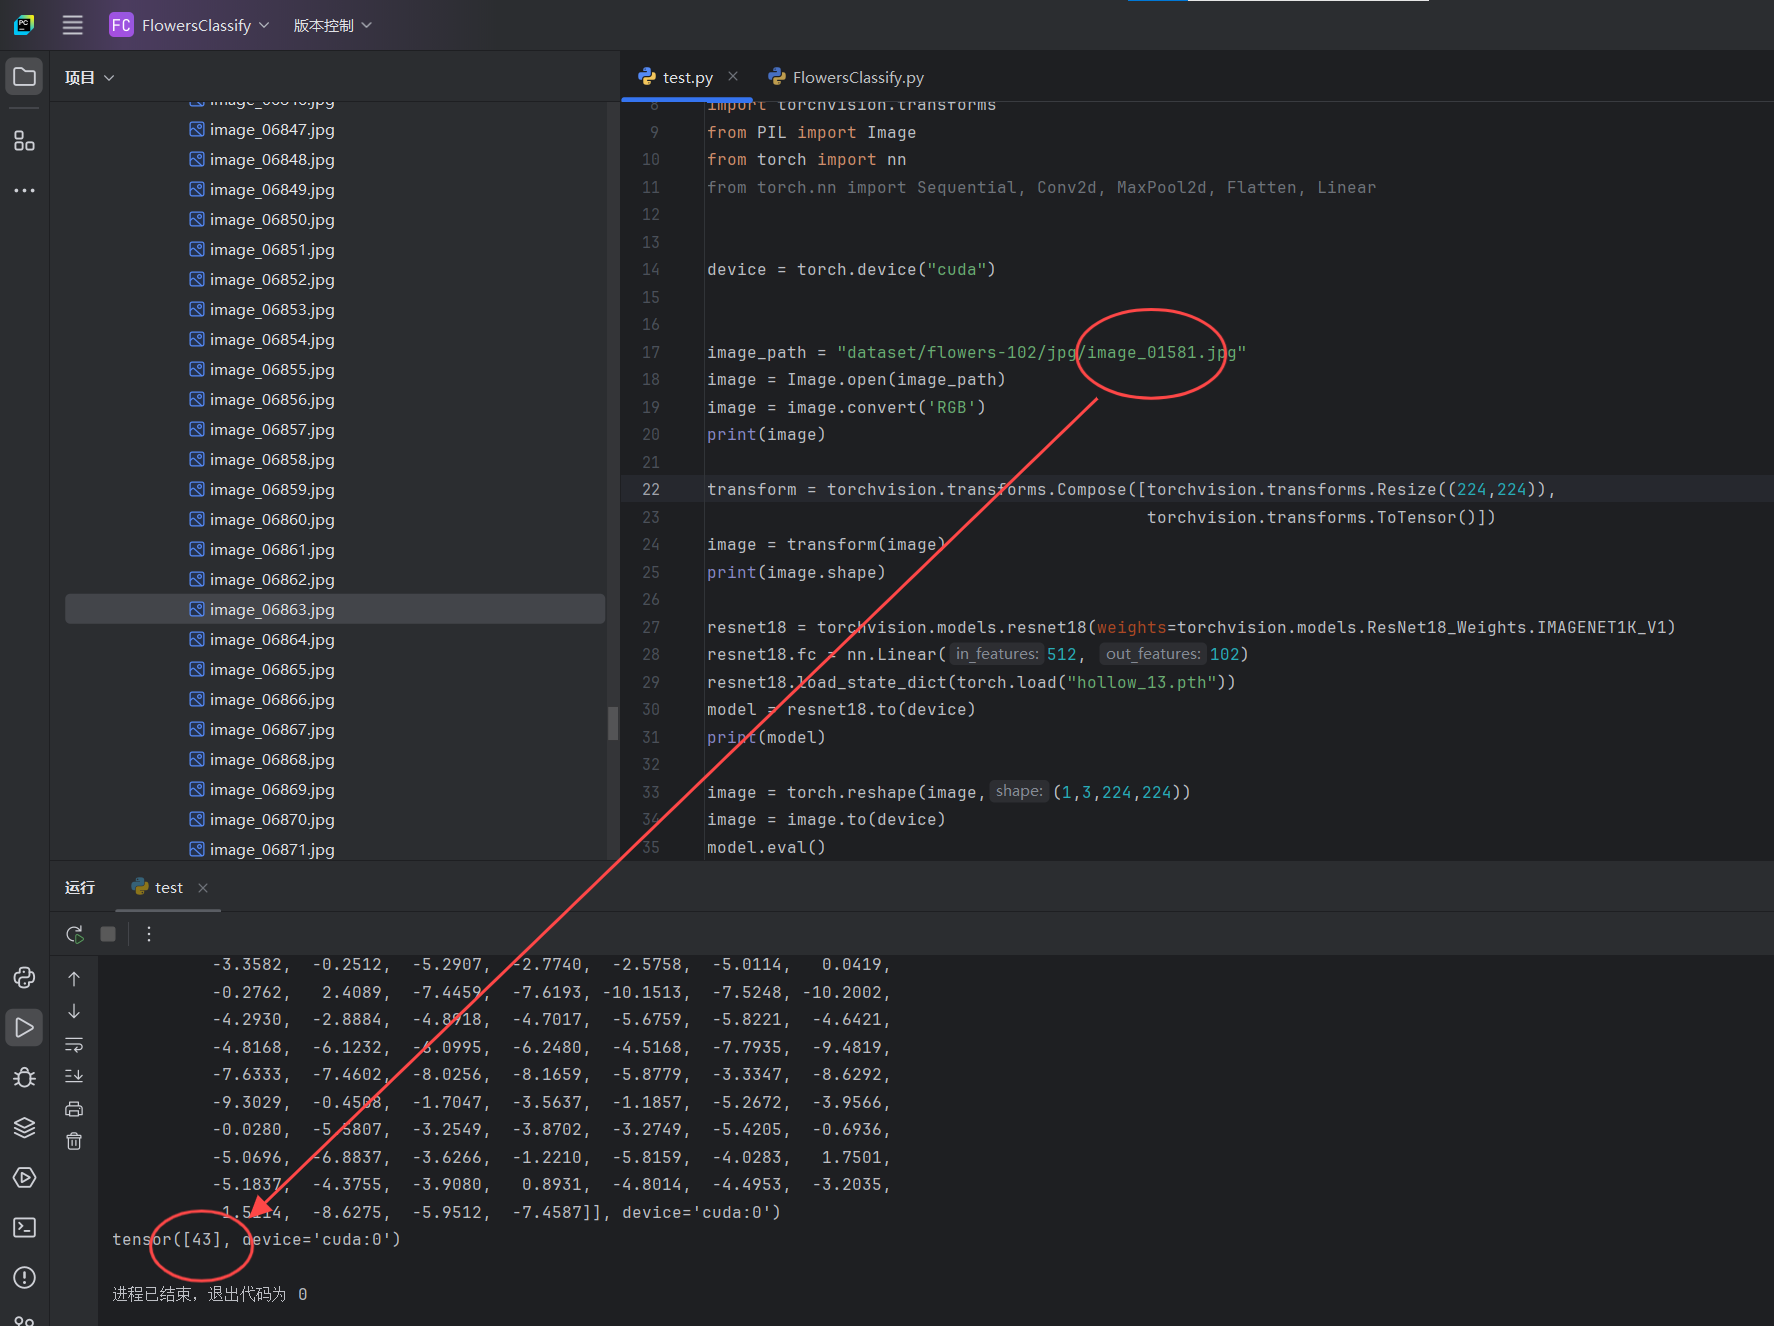 PC
FC FlowersClassify 版本控制
项目
image_06846.jpg
image_06847.jpg
image_06848.jpg
image_06849.jpg
image_06850.jpg
image_06851.jpg
image_06852.jpg
image_06853.jpg
image_06854.jpg
image_06855.jpg
image_06856.jpg
image_06857.jpg
image_06858.jpg
image_06859.jpg
image_06860.jpg
image_06861.jpg
image_06862.jpg
image_06863.jpg
image_06864.jpg
image_06865.jpg
image_06866.jpg
image_06867.jpg
image_06868.jpg
image_06869.jpg
image_06870.jpg
image_06871.jpg
test.py FlowersClassify.py
8 import torchvision.transforms
9 from PIL import Image
10 from torch import nn
11 from torch.nn import Sequential, Conv2d, MaxPool2d, Flatten, Linear
12
13
14 device = torch.device("cuda")
15
16
17 image_path = "dataset/flowers-102/jpg/image_01581.jpg"
18 image = Image.open(image_path)
19 image = image.convert('RGB')
20 print(image)
21
22 transform = torchvision.transforms.Compose([torchvision.transforms.Resize((224,224)),
23 torchvision.transforms.ToTensor()])
24 image = transform(image)
25 print(image.shape)
26
27 resnet18 = torchvision.models.resnet18(weights=torchvision.models.ResNet18_Weights.IMAGENET1K_V1)
28 resnet18.fc = nn.Linear( in_features: 512, out_features: 102)
29 resnet18.load_state_dict(torch.load("hollow_13.pth"))
30 model = resnet18.to(device)
31 print(model)
32
33 image = torch.reshape(image, shape: (1,3,224,224))
34 image = image.to(device)
35 model.eval()
运行 test
-3.3582, -0.2512, -5.2907, -2.7740, -2.5758, -5.0114, 0.0419,
-0.2762, 2.4089, -7.4459, -7.6193, -10.1513, -7.5248, -10.2002,
-4.2930, -2.8884, -4.8918, -4.7017, -5.6759, -5.8221, -4.6421,
-4.8168, -6.1232, -6.0995, -6.2480, -4.5168, -7.7935, -9.4819,
-7.6333, -7.4602, -8.0256, -8.1659, -5.8779, -3.3347, -8.6292,
-9.3029, -0.4508, -1.7047, -3.5637, -1.1857, -5.2672, -3.9566,
-0.0280, -5.5807, -3.2549, -3.8702, -3.2749, -5.4205, -0.6936,
-5.0696, -6.8837, -3.6266, -1.2210, -5.8159, -4.0283, 1.7501,
-5.1837, -4.3755, -3.9080, 0.8931, -4.8014, -4.4953, -3.2035,
-8.6275, -5.9512, -7.4587]], device='cuda:0')
tensor([43], device='cuda:0')
进程已结束，退出代码为 0